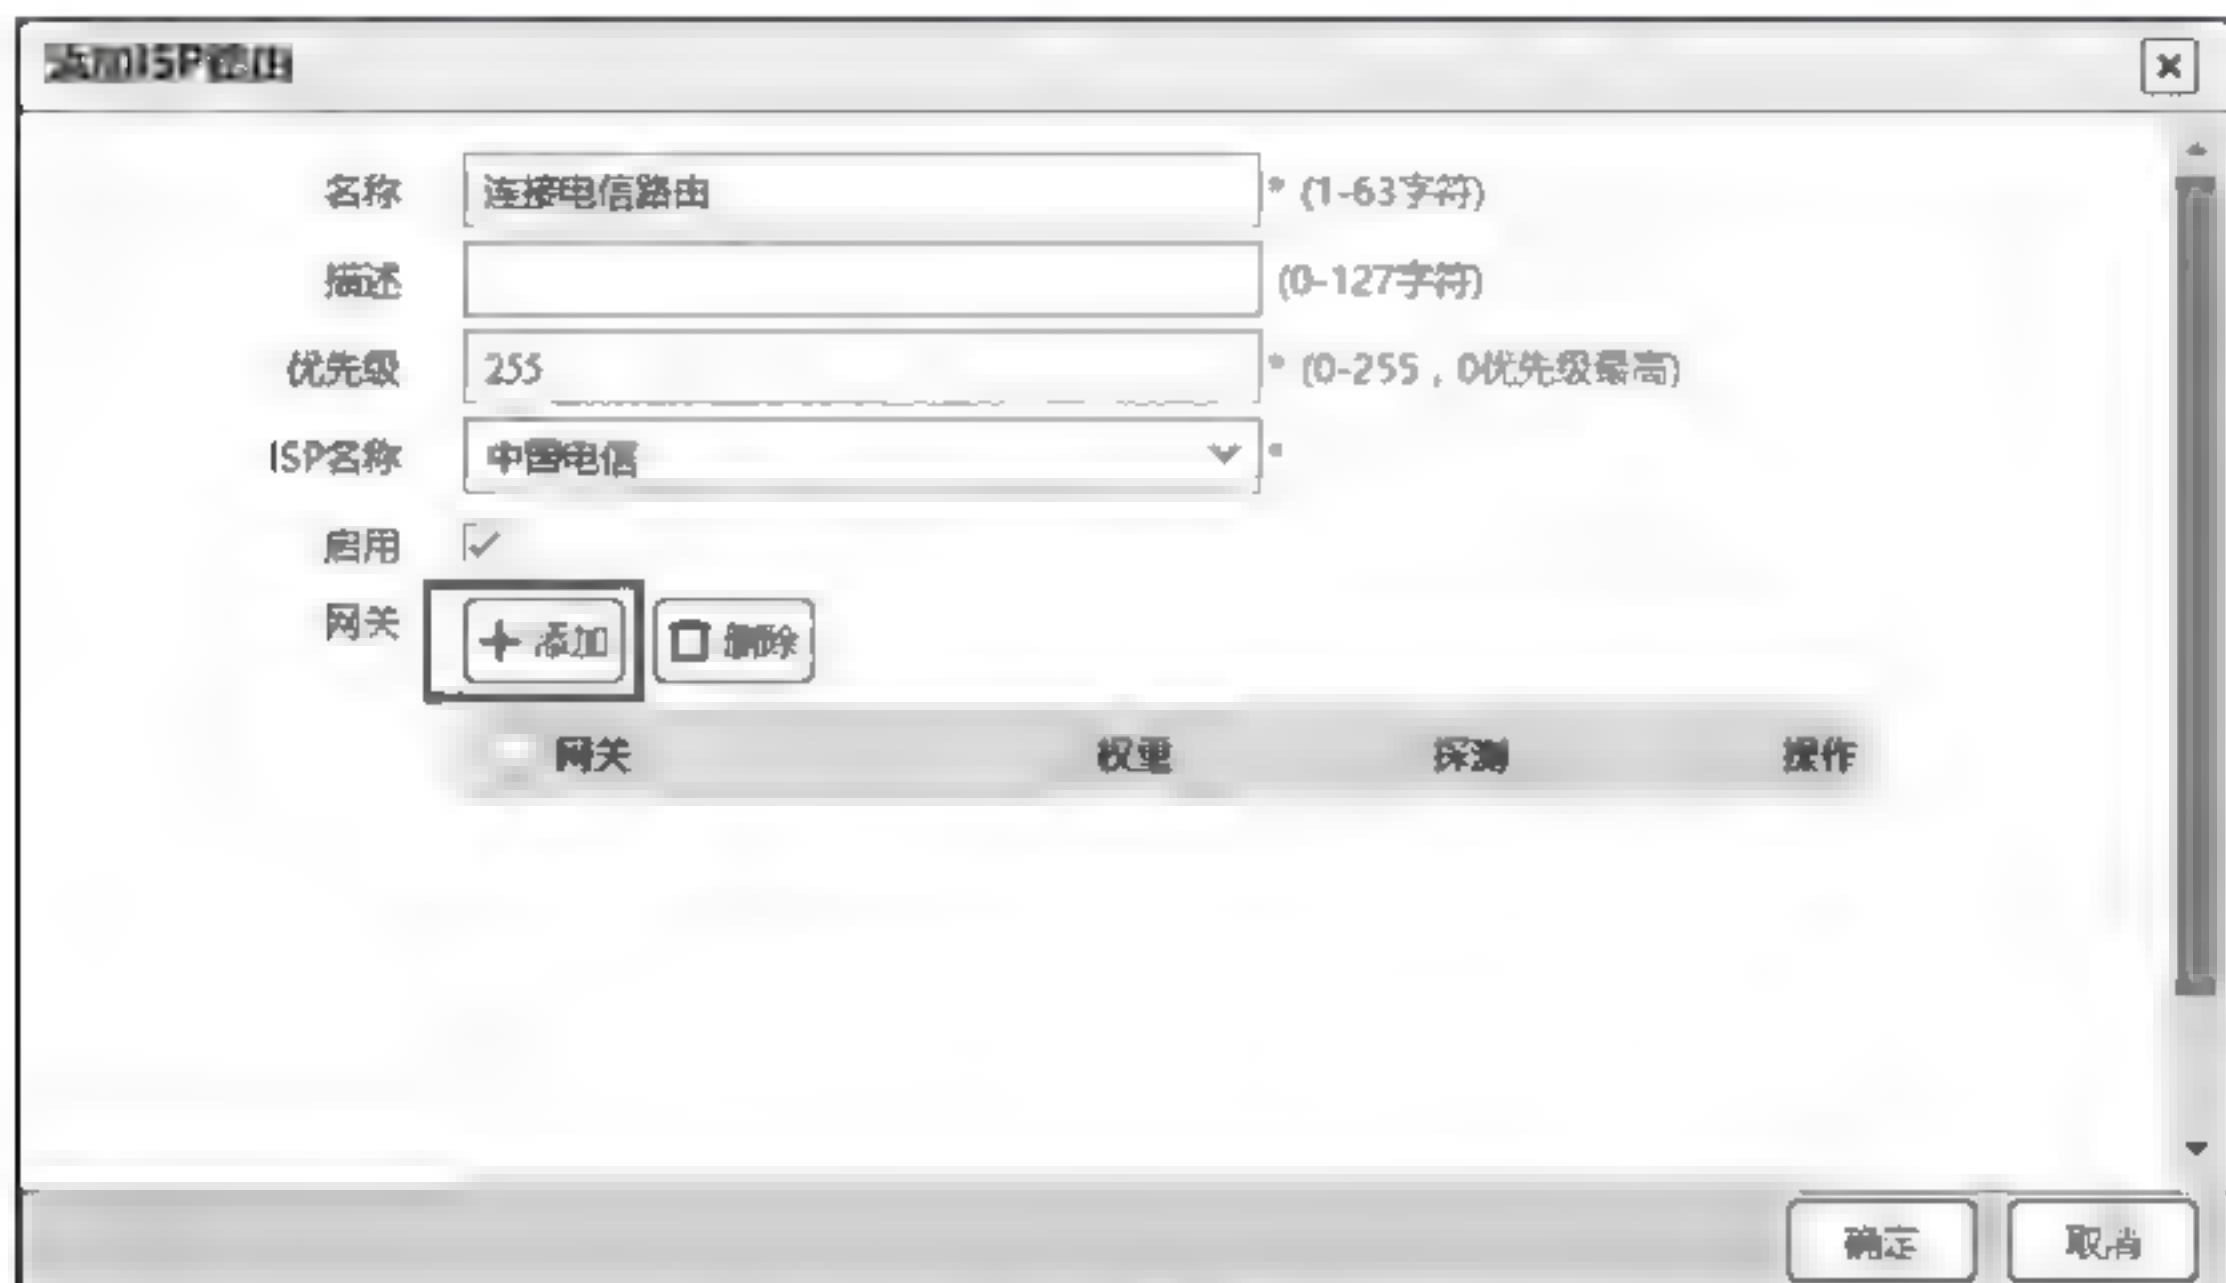 添加ISP路由
名称 连接电信路由 * (1-63字符)
描述 (0-127字符)
优先级 255 * (0-255，0优先级最高)
ISP名称 中国电信 *
启用
网关 添加 删除
网关 权重 探测 操作
确定 取消